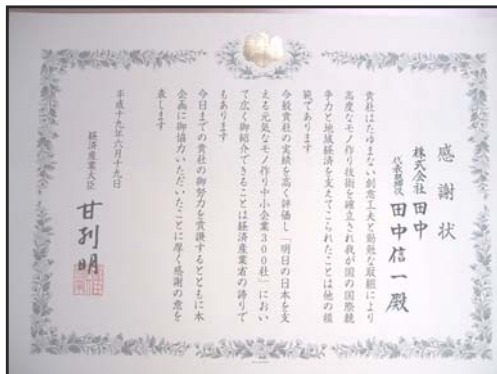 感謝状
株式会社 田中
代表取締役 田中信一殿
貴社はたゆまない創意工夫と勤勉な取組により
高度なモノ作り技術を確立され我が国の国際競
争力と地域経済を支えてこられたことは他の模
範であります
今般貴社の実績を高く評価し「明日の日本を支
える元気なモノ作り中小企業300社」におい
て広く御紹介できることは経済産業省の誇りで
もあります
今日までの貴社の御努力を賞讃するとともに本
企画に御協力いただいたことに厚く感謝の意を
表します
平成十九年六月十九日
経済産業大臣 甘利明